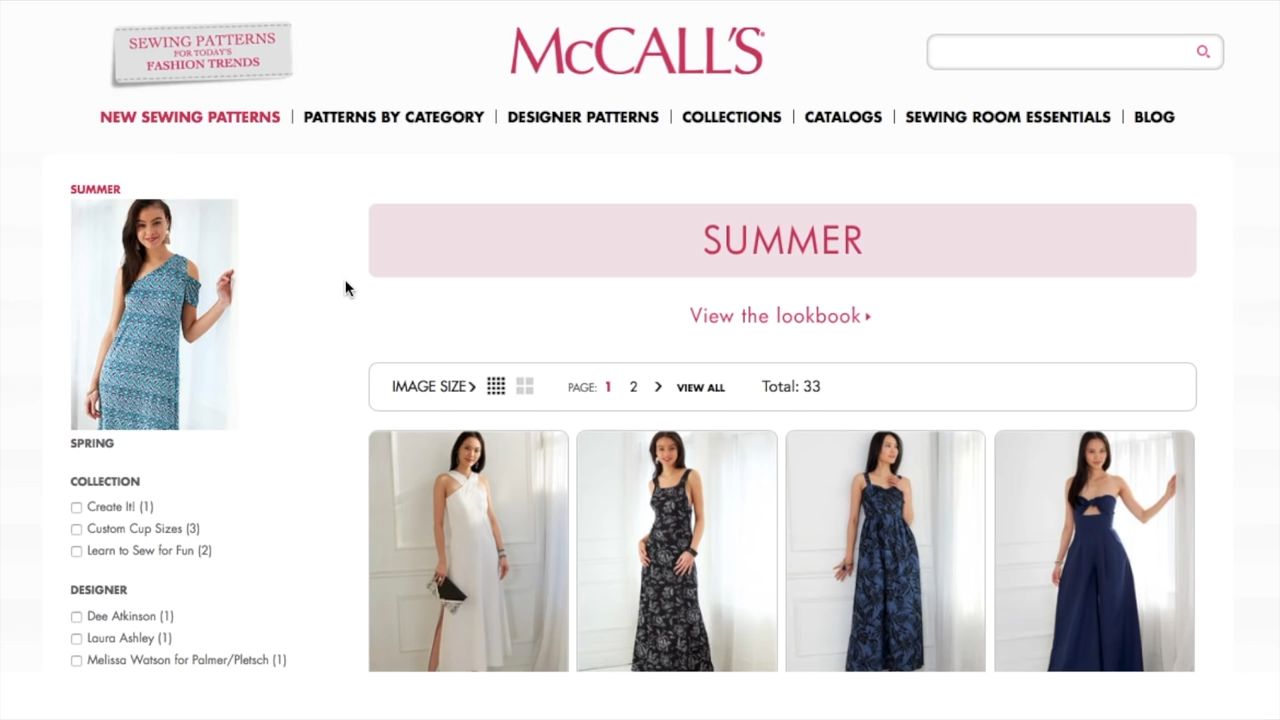 SEWING PATTERNS
FOR TODAY'S
FASHION TRENDS
McCALL'S
NEW SEWING PATTERNS | PATTERNS BY CATEGORY | DESIGNER PATTERNS | COLLECTIONS | CATALOGS | SEWING ROOM ESSENTIALS | BLOG
SUMMER
SPRING
COLLECTION
Create It! (1)
Custom Cup Sizes (3)
Learn to Sew for Fun (2)
DESIGNER
Dee Atkinson (1)
Laura Ashley (1)
Melissa Watson for Palmer/Pletsch (1)
SUMMER
View the lookbook
IMAGE SIZE PAGE: 1 2 > VIEW ALL Total: 33